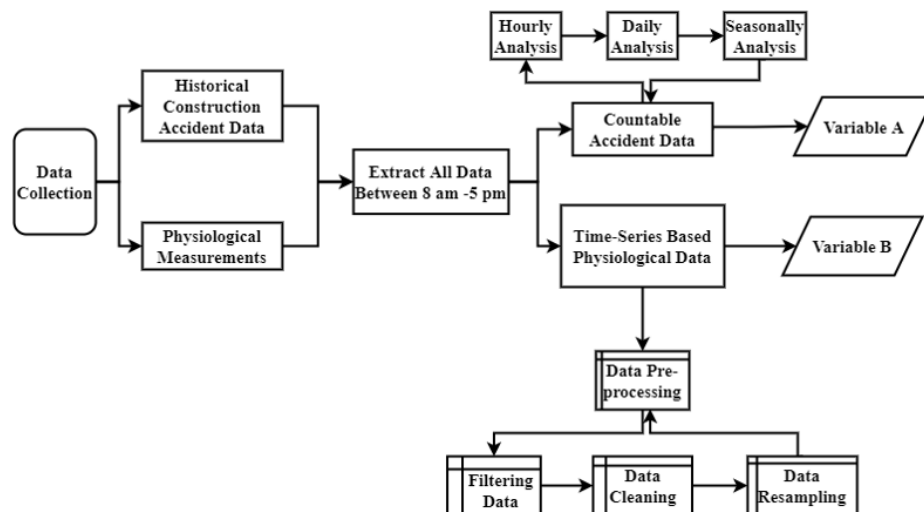 Hourly
Analysis
Daily
Analysis
Seasonally
Analysis
Historical
Construction
Accident Data
Countable
Accident Data
Variable A
Data
Collection
Extract All Data
Between 8 am -5 pm
Physiological
Measurements
Time-Series Based
Physiological Data
Variable B
Data Pre-
processing
Filtering
Data
Data
Cleaning
Data
Resampling